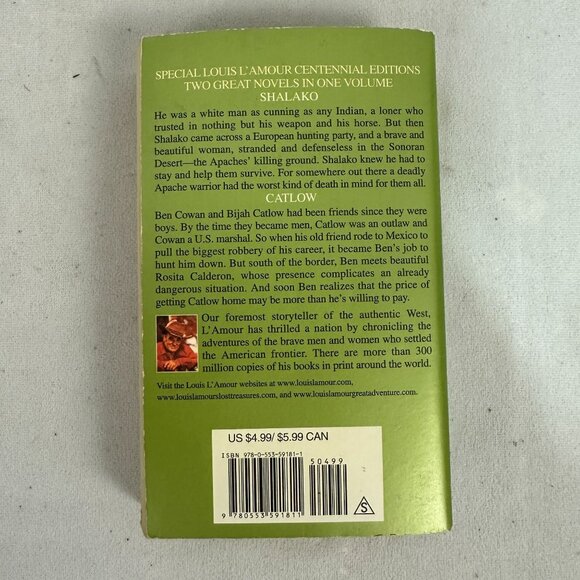 SPECIAL LOUIS L'AMOUR CENTENNIAL EDITIONS
TWO GREAT NOVELS IN ONE VOLUME
SHALAKO
He was a white man as cunning as any Indian, a loner who
trusted in nothing but his weapon and his horse. But then
Shalako came across a European hunting party, and a brave and
beautiful woman, stranded and defenseless in the Sonoran
Desert—the Apaches' killing ground. Shalako knew he had to
stay and help them survive. For somewhere out there a deadly
Apache warrior had the worst kind of death in mind for them all.
CATLOW
Ben Cowan and Bijah Catlow had been friends since they were
boys. By the time they became men, Catlow was an outlaw and
Cowan a U.S. marshal. So when his old friend rode to Mexico to
pull the biggest robbery of his career, it became Ben's job to
hunt him down. But south of the border, Ben meets beautiful
Rosita Calderon, whose presence complicates an already
dangerous situation. And soon Ben realizes that the price of
getting Catlow home may be more than he's willing to pay.
Our foremost storyteller of the authentic West,
L'Amour has thrilled a nation by chronicling the
adventures of the brave men and women who settled
the American frontier. There are more than 300
million copies of his books in print around the world.
Visit the Louis L'Amour websites at www.louislamour.com,
www.louislamourslosttreasures.com, and www.louislamourgreatadventure.com.
US $4.99/ $5.99 CAN
ISBN 978-0-553-59181-1
50499
9 780553 591811
S